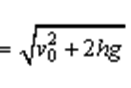 = √(v₀² + 2hg)